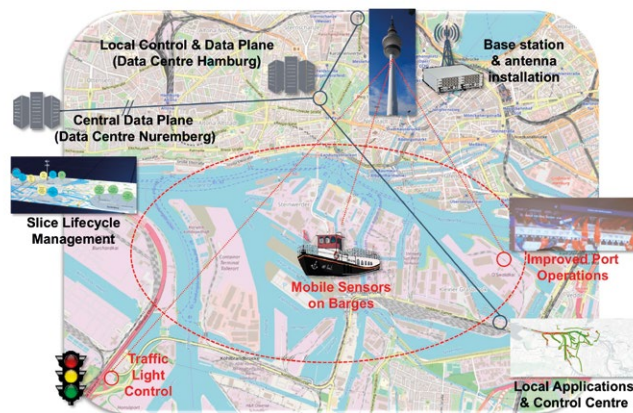 Local Control & Data Plane
(Data Centre Hamburg)
Base station
& antenna
installation
Central Data Plane
(Data Centre Nuremberg)
Slice Lifecycle
Management
Improved Port
Operations
Mobile Sensors
on Barges
Traffic
Light
Control
Local Applications
& Control Centre